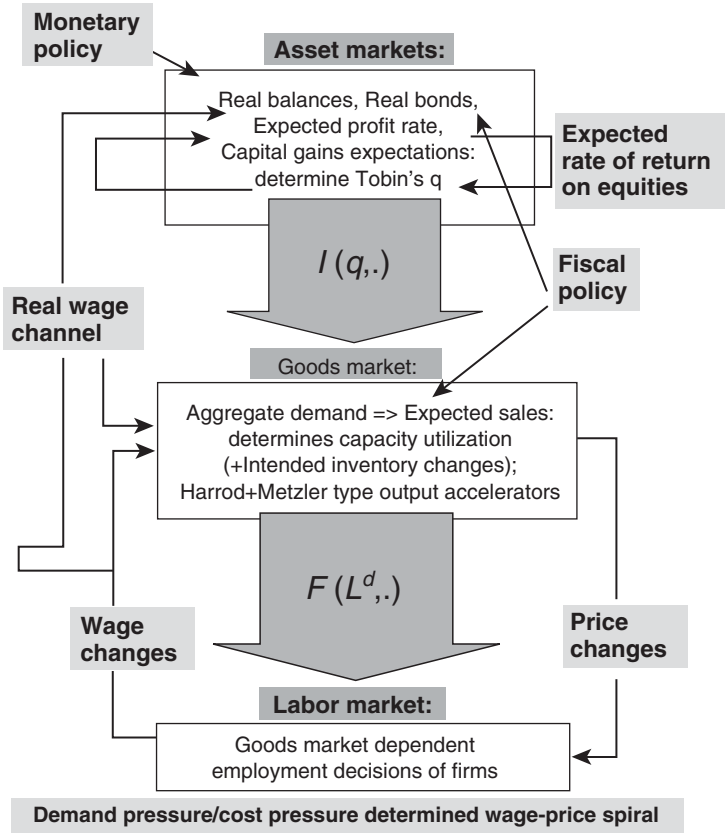 Monetary
policy
Asset markets:
Real balances, Real bonds,
Expected profit rate,
Capital gains expectations:
determine Tobin's q
Expected
rate of return
on equities
I (q,.)
Fiscal
policy
Real wage
channel
Goods market:
Aggregate demand => Expected sales:
determines capacity utilization
(+Intended inventory changes);
Harrod+Metzler type output accelerators
F (L^d,.)
Wage
changes
Price
changes
Labor market:
Goods market dependent
employment decisions of firms
Demand pressure/cost pressure determined wage-price spiral